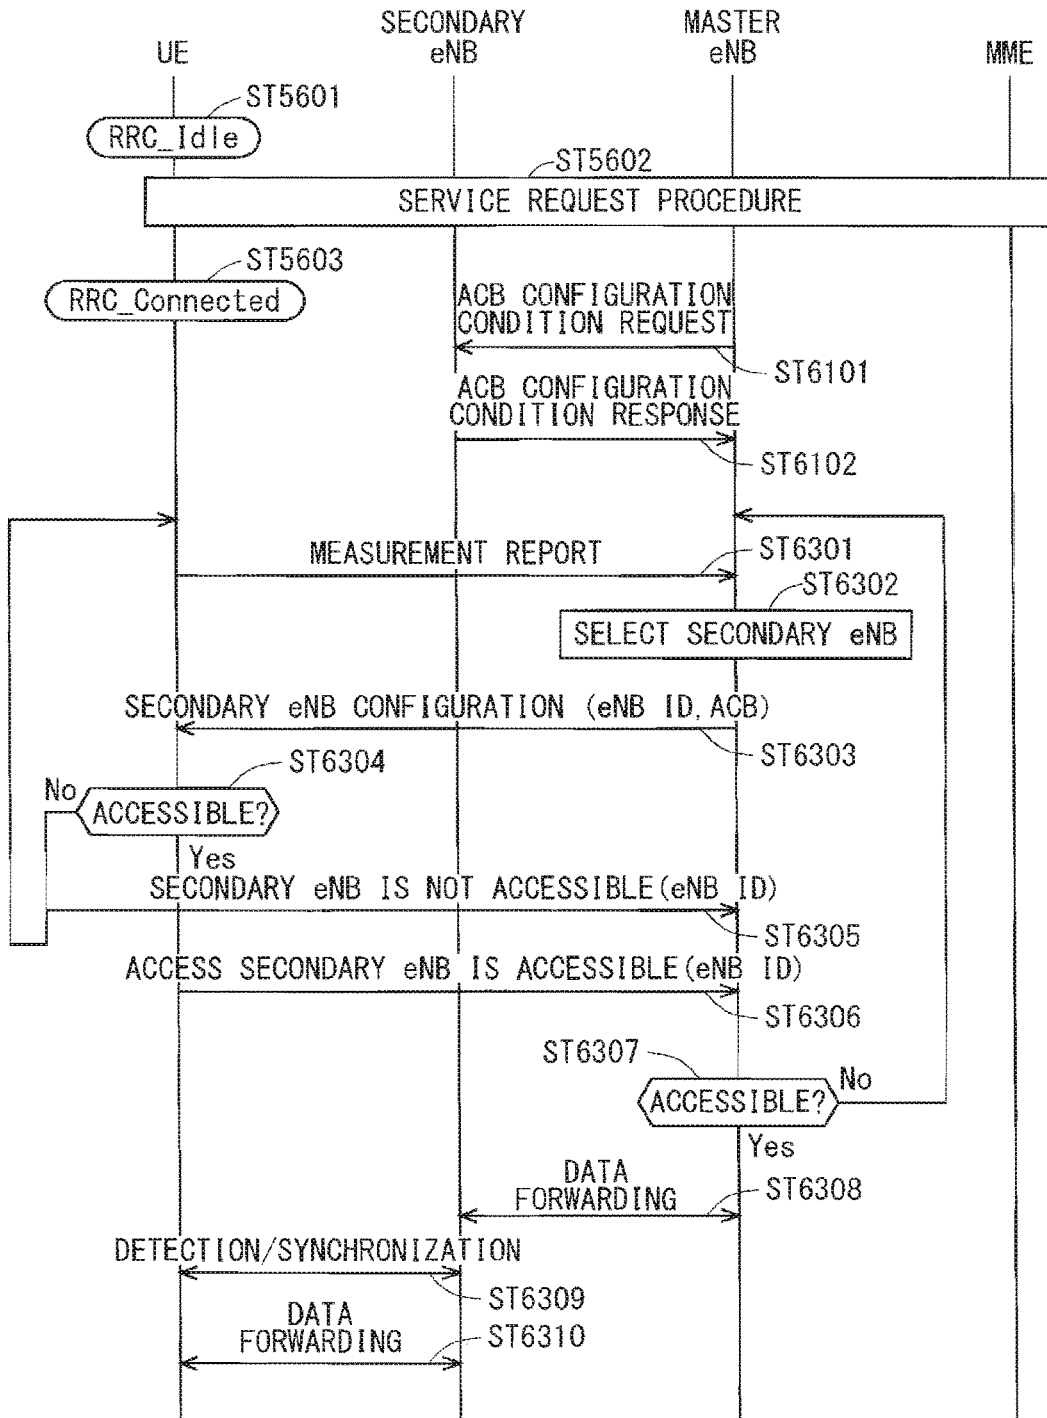 SECONDARY
eNB
MASTER
eNB
UE
MME
ST5601
RRC_Idle
ST5602
SERVICE REQUEST PROCEDURE
ST5603
RRC_Connected
ACB CONFIGURATION
CONDITION REQUEST
ST6101
ACB CONFIGURATION
CONDITION RESPONSE
ST6102
MEASUREMENT REPORT
ST6301
ST6302
SELECT SECONDARY eNB
SECONDARY eNB CONFIGURATION (eNB ID, ACB)
ST6303
ST6304
No
ACCESSIBLE?
Yes
SECONDARY eNB IS NOT ACCESSIBLE(eNB ID)
ST6305
ACCESS SECONDARY eNB IS ACCESSIBLE(eNB ID)
ST6306
ST6307
ACCESSIBLE?
No
Yes
DATA
FORWARDING
ST6308
DETECTION/SYNCHRONIZATION
ST6309
DATA
FORWARDING
ST6310